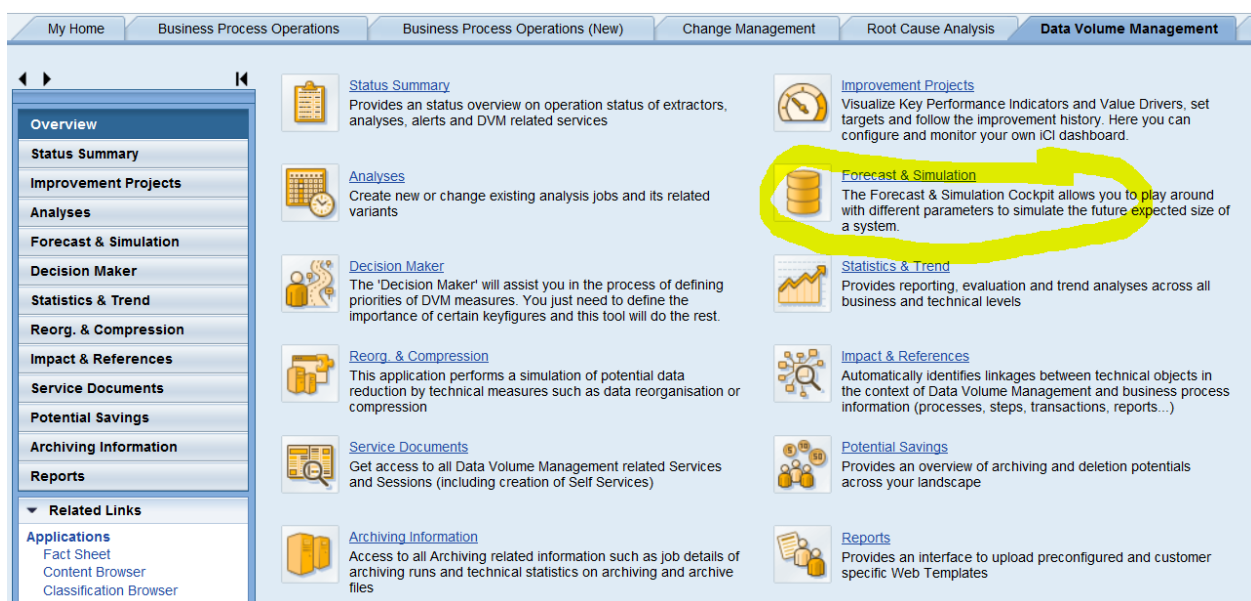 My Home
Business Process Operations
Business Process Operations (New)
Change Management
Root Cause Analysis
Data Volume Management
Overview
Status Summary
Improvement Projects
Analyses
Forecast & Simulation
Decision Maker
Statistics & Trend
Reorg. & Compression
Impact & References
Service Documents
Potential Savings
Archiving Information
Reports
Related Links
Applications
Fact Sheet
Content Browser
Classification Browser
Status Summary
Provides an status overview on operation status of extractors,
analyses, alerts and DVM related services
Improvement Projects
Visualize Key Performance Indicators and Value Drivers, set
targets and follow the improvement history. Here you can
configure and monitor your own iCI dashboard.
Analyses
Create new or change existing analysis jobs and its related
variants
Forecast & Simulation
The Forecast & Simulation Cockpit allows you to play around
with different parameters to simulate the future expected size of
a system.
Decision Maker
The 'Decision Maker' will assist you in the process of defining
priorities of DVM measures. You just need to define the
importance of certain keyfigures and this tool will do the rest.
Statistics & Trend
Provides reporting, evaluation and trend analyses across all
business and technical levels
Reorg. & Compression
This application performs a simulation of potential data
reduction by technical measures such as data reorganisation or
compression
Impact & References
Automatically identifies linkages between technical objects in
the context of Data Volume Management and business process
information (processes, steps, transactions, reports...)
Service Documents
Get access to all Data Volume Management related Services
and Sessions (including creation of Self Services)
Potential Savings
Provides an overview of archiving and deletion potentials
across your landscape
Archiving Information
Access to all Archiving related information such as job details of
archiving runs and technical statistics on archiving and archive
files
Reports
Provides an interface to upload preconfigured and customer
specific Web Templates